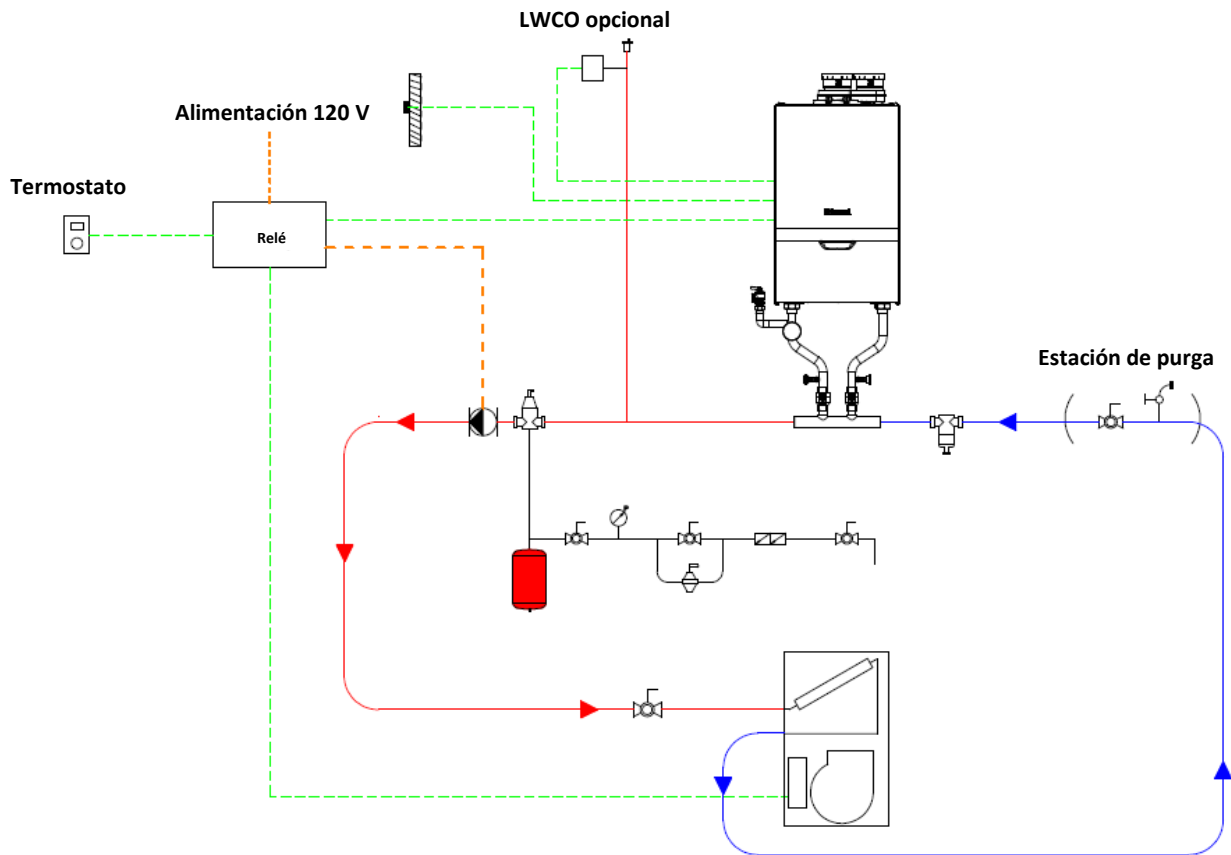 LWCO opcional
Alimentación 120 V
Termostato
Relé
Estación de purga